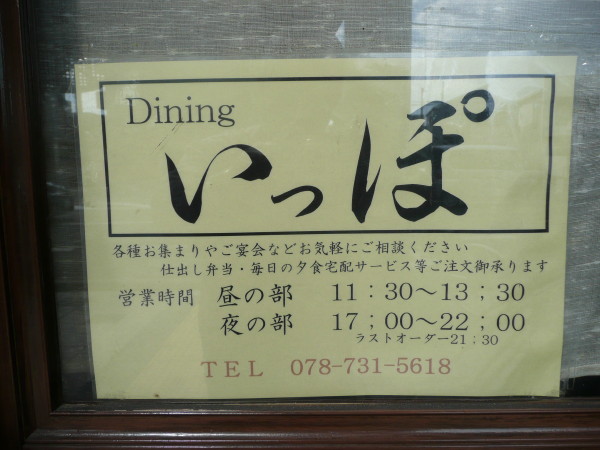 Dining
いっぽ
各種お集まりやご宴会などお気軽にご相談ください
仕出し弁当・毎日の夕食宅配サービス等ご注文御承ります
営業時間 昼の部 11：30～13；30
夜の部 17；00～22；00
ラストオーダー21；30
TEL 078-731-5618